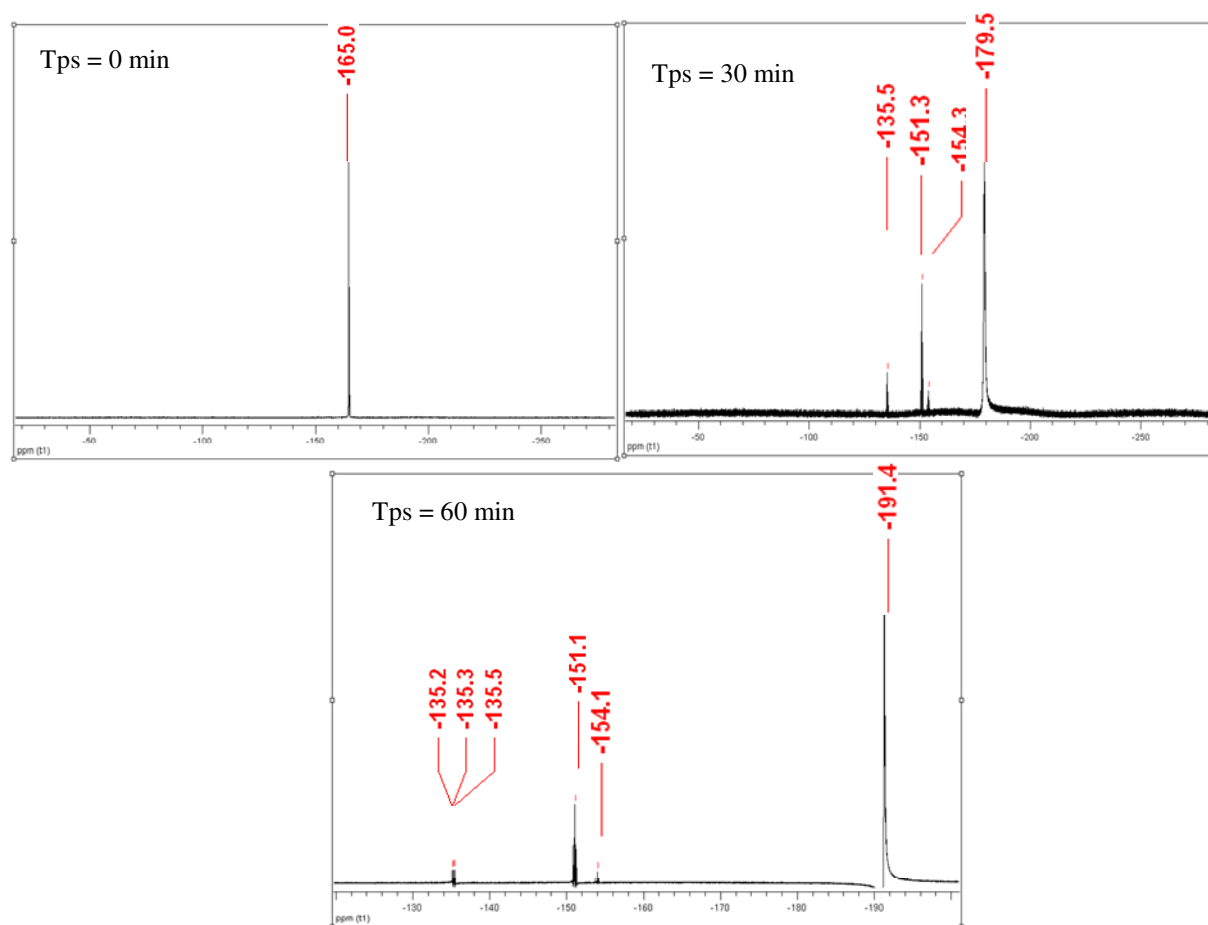 Tps = 0 min
-165.0
-50 -100 -150 -200 -250
ppm (t1)
Tps = 30 min
-135.5
-151.3
-154.3
-179.5
-50 -100 -150 -200 -250
ppm (t1)
Tps = 60 min
-135.2
-135.3
-135.5
-151.1
-154.1
-191.4
-130 -140 -150 -160 -170 -180 -190
ppm (t1)